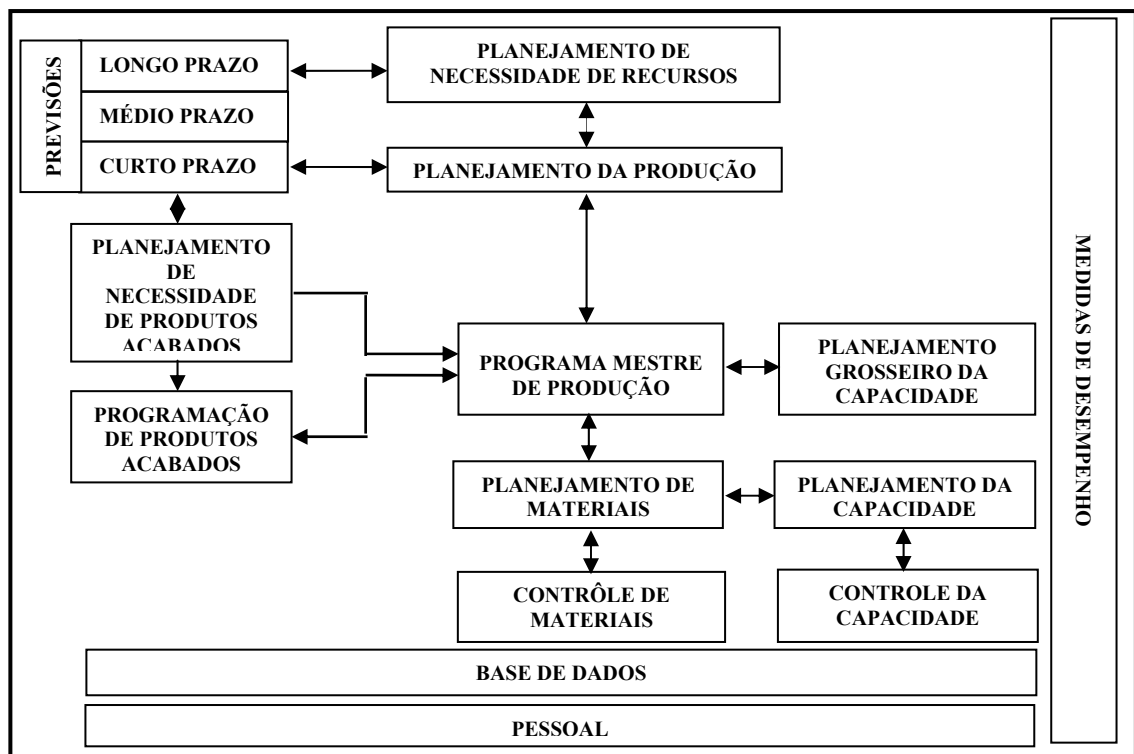 PREVISÕES
LONGO PRAZO
MÉDIO PRAZO
CURTO PRAZO
PLANEJAMENTO DE
NECESSIDADE DE RECURSOS
PLANEJAMENTO DA PRODUÇÃO
PLANEJAMENTO
DE
NECESSIDADE
DE PRODUTOS
ACABADOS
PROGRAMAÇÃO
DE PRODUTOS
ACABADOS
PROGRAMA MESTRE
DE PRODUÇÃO
PLANEJAMENTO
GROSSEIRO DA
CAPACIDADE
PLANEJAMENTO DE
MATERIAIS
PLANEJAMENTO DA
CAPACIDADE
CONTRÔLE DE
MATERIAIS
CONTROLE DA
CAPACIDADE
BASE DE DADOS
PESSOAL
MEDIDAS DE DESEMPENHO